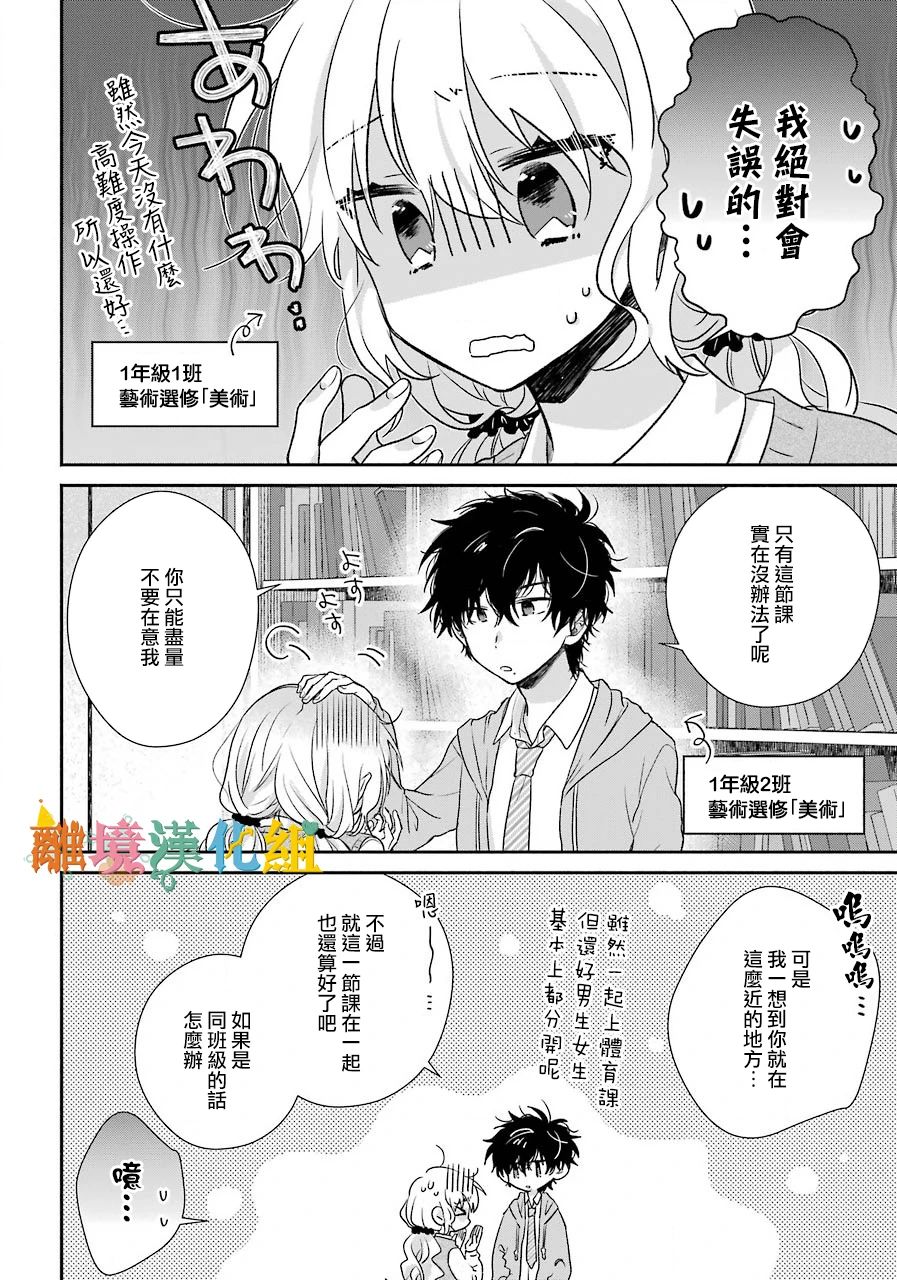 我絕對會
失誤的…
あわわ…
雖然今天沒有什麼
高難度操作
所以還好…
1年級1班
藝術選修「美術」
只有這節課
實在沒辦法了呢
よすよす
你只能盡量
不要在意我
1年級2班
藝術選修「美術」
離境漢化組
嗚嗚嗚…
可是
我一想到你就在
這麼近的地方…
雖然一起上體育課
但還好男生女生
基本上都分開呢
嗯……
不過
就這一節課在一起
也還算好了吧
如果是
同班級的話
怎麼辦
噫…